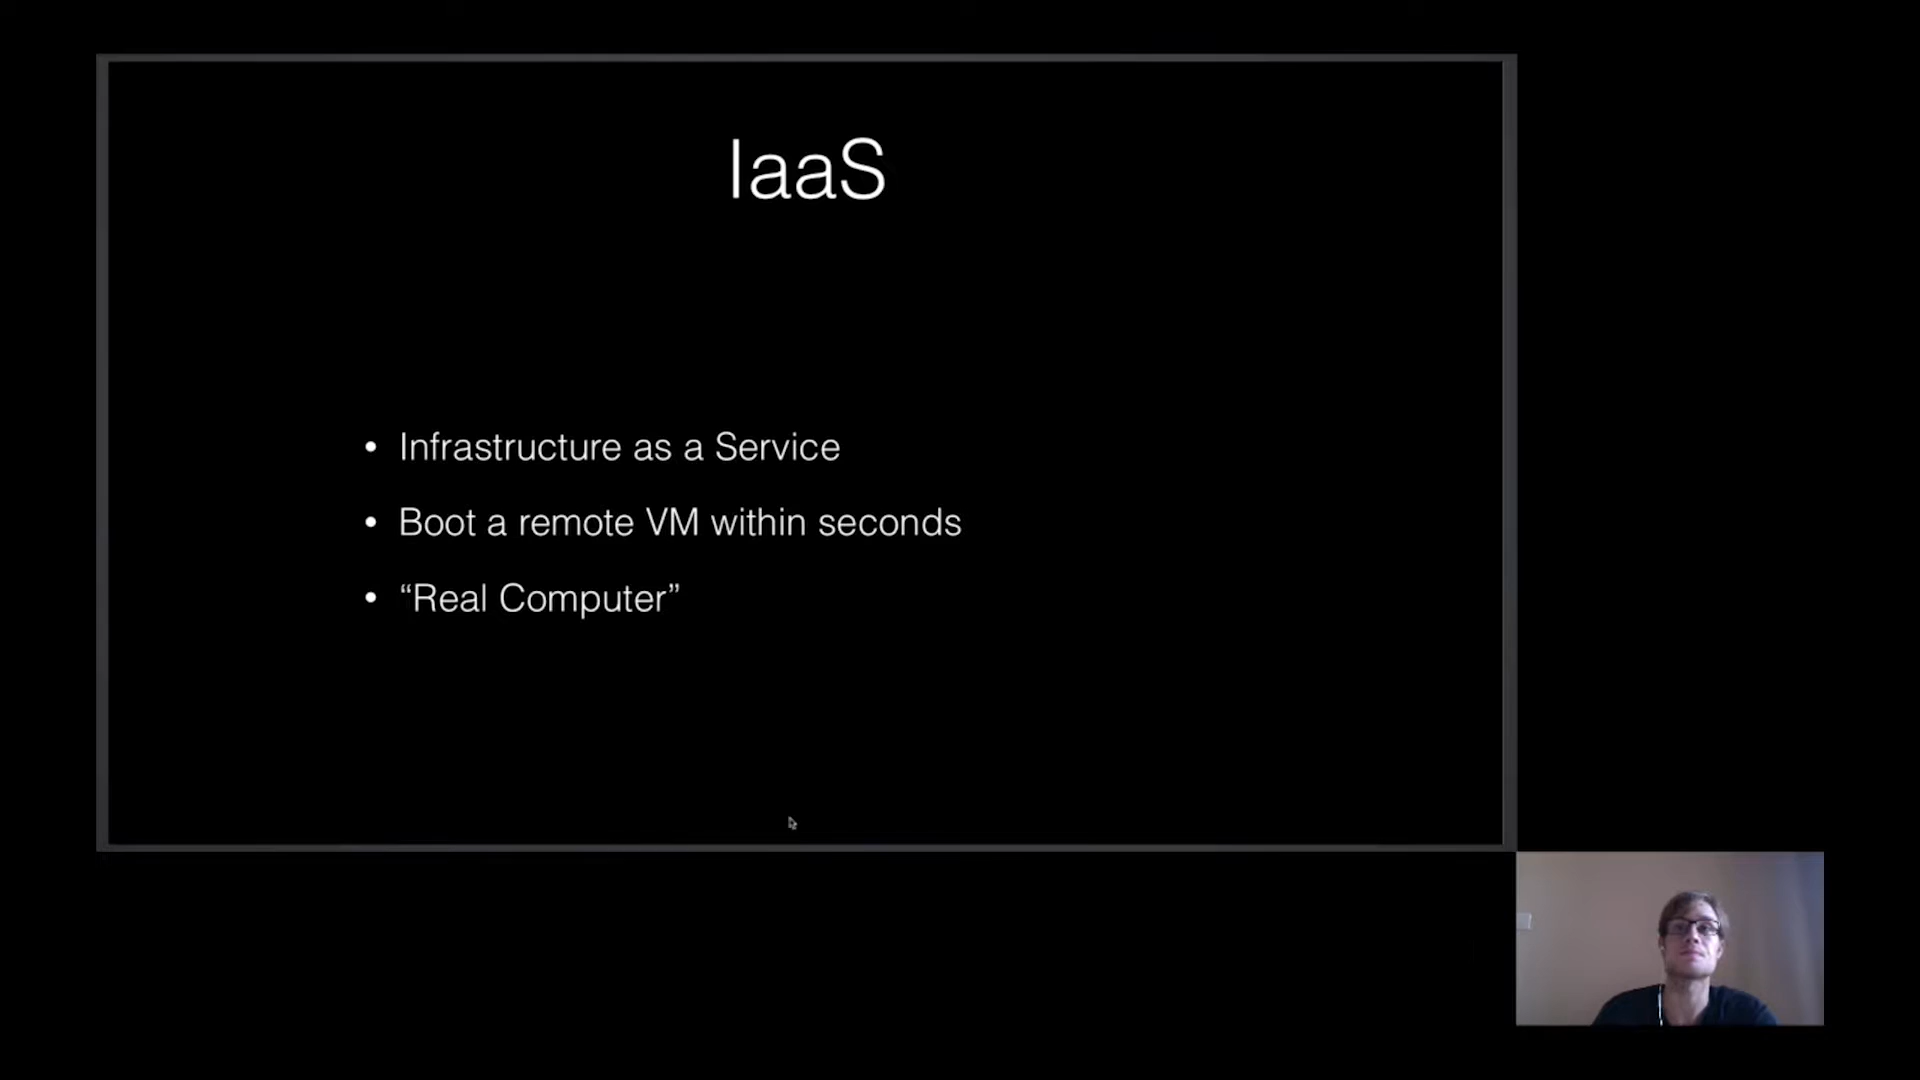 IaaS
• Infrastructure as a Service
• Boot a remote VM within seconds
• “Real Computer”